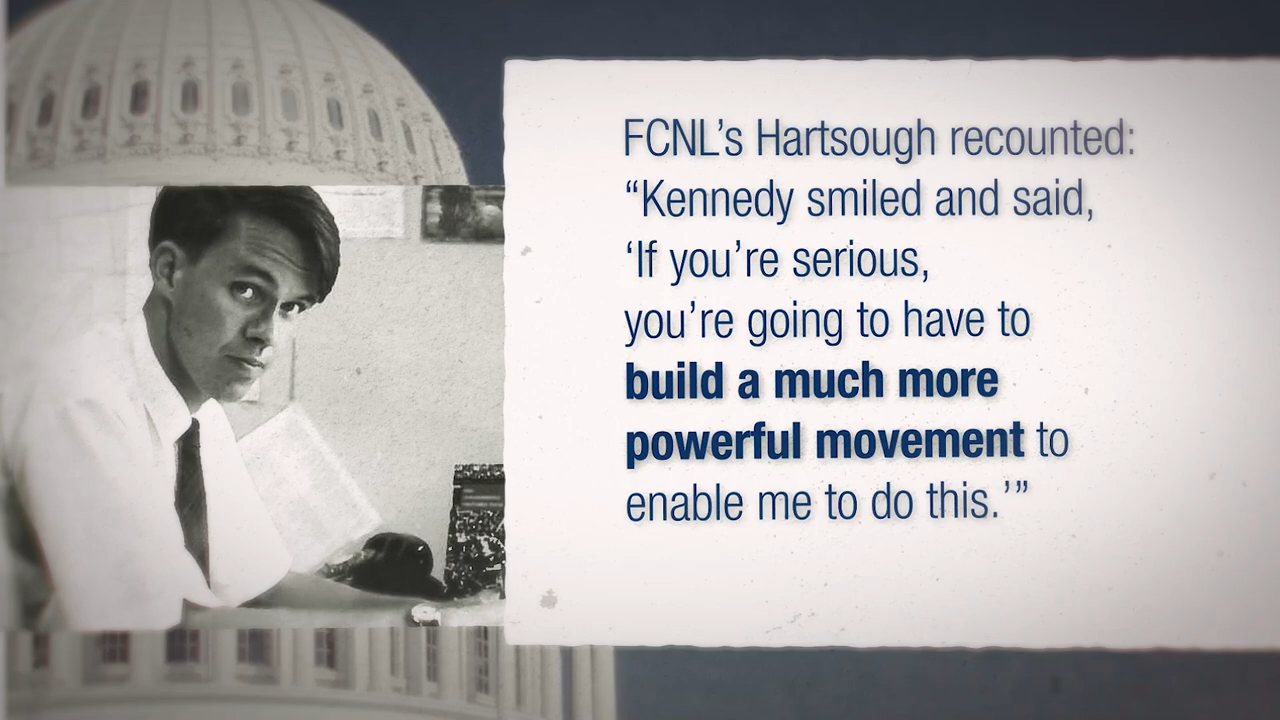 FCNL’s Hartsough recounted:
“Kennedy smiled and said,
‘If you’re serious,
you’re going to have to
build a much more
powerful movement to
enable me to do this.’”